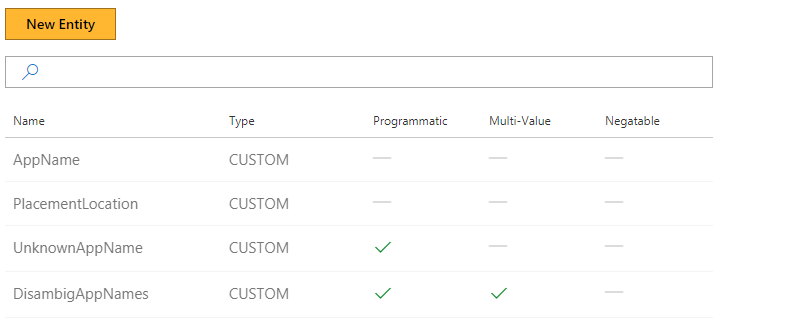 New Entity
Name Type Programmatic Multi-Value Negatable
AppName CUSTOM
PlacementLocation CUSTOM
UnknownAppName CUSTOM
DisambigAppNames CUSTOM